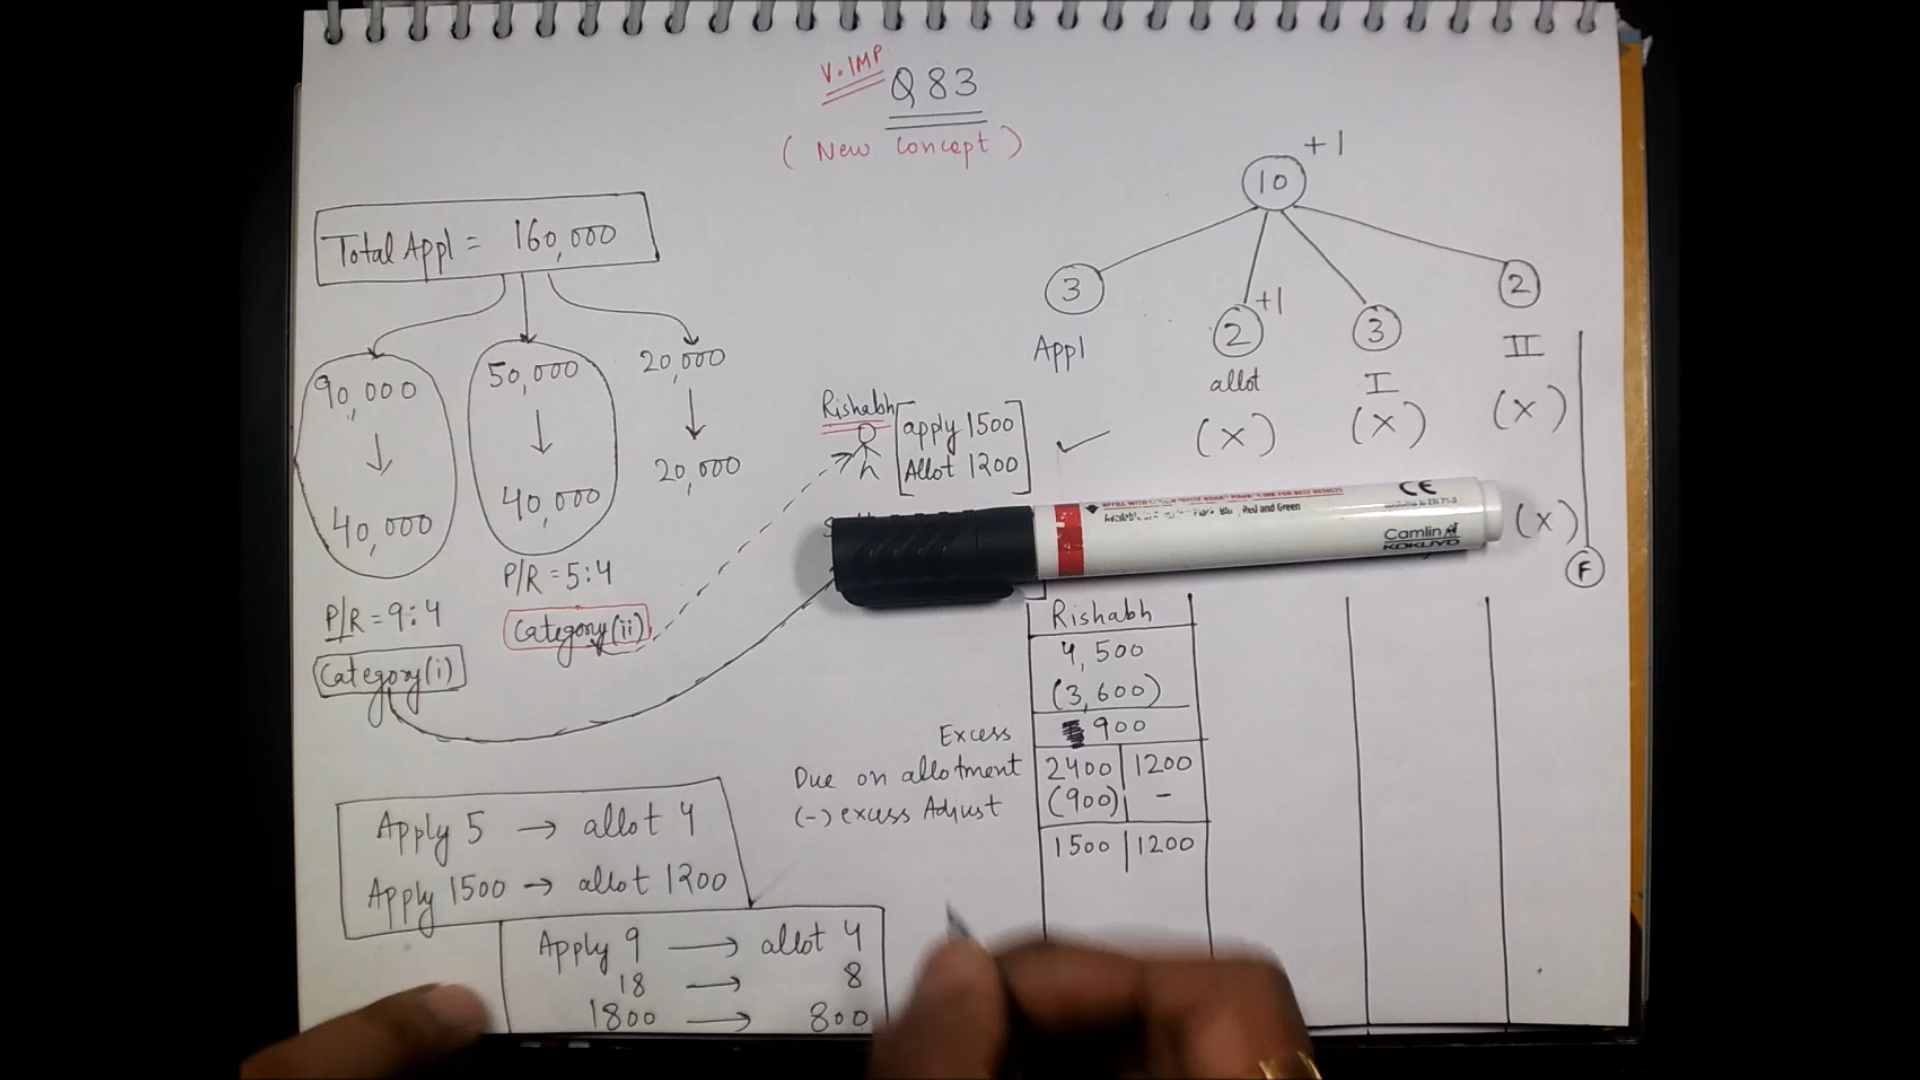 V. IMP
Q 83
( New Concept )
Total Appl = 160,000
90,000
40,000
P/R = 9:4
Category(i)
50,000
40,000
P/R = 5:4
Category(ii)
20,000
20,000
Rishabh
apply 1500
Allot 1200
10 +1
3
Appl
2 +1
allot
(x)
3
I
(x)
2
II
(x)
(x)
F
CE
Red and Green
Camlin
KOKUYO
Rishabh
4,500
(3,600)
Excess 900
Due on allotment 2400 1200
(-) excess Adjust (900) -
1500 1200
Apply 5 → allot 4
Apply 1500 → allot 1200
Apply 9 → allot 4
18 → 8
1800 → 800